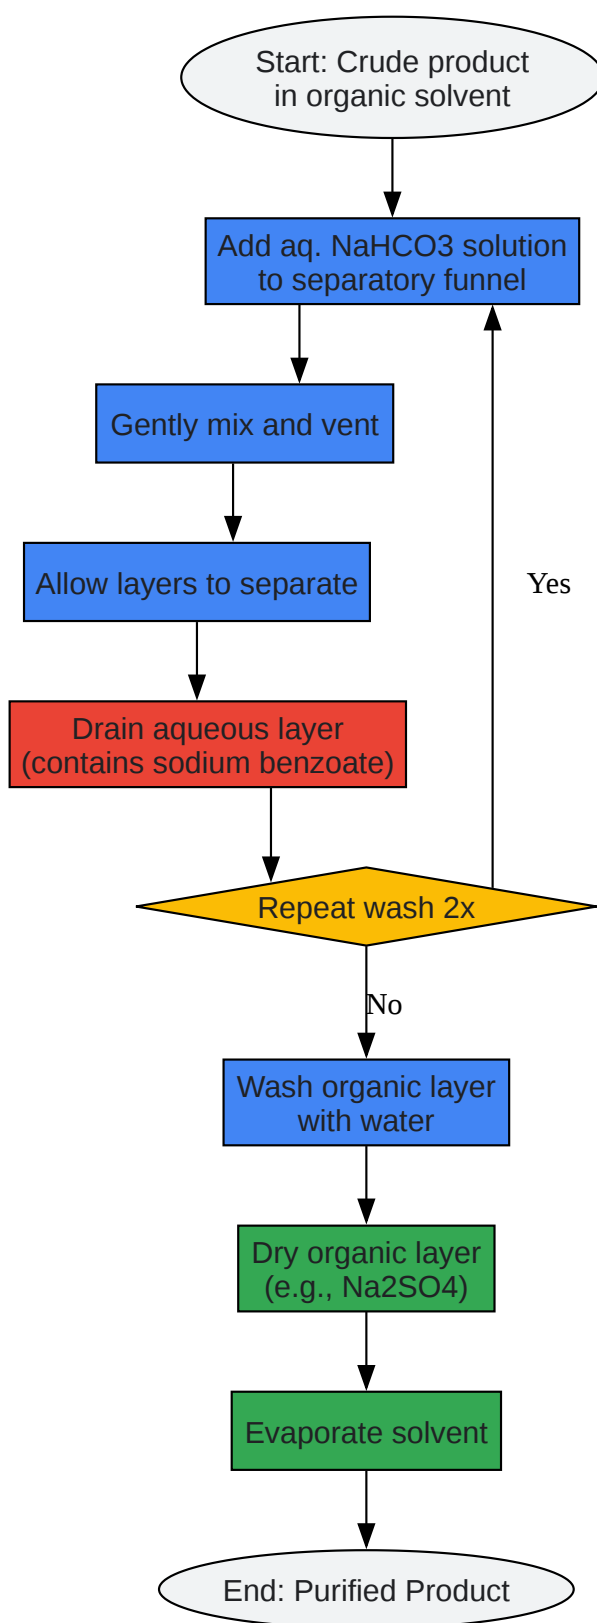 Start: Crude product
in organic solvent
Add aq. NaHCO3 solution
to separatory funnel
Gently mix and vent
Allow layers to separate
Yes
Drain aqueous layer
(contains sodium benzoate)
Repeat wash 2x
No
Wash organic layer
with water
Dry organic layer
(e.g., Na2SO4)
Evaporate solvent
End: Purified Product